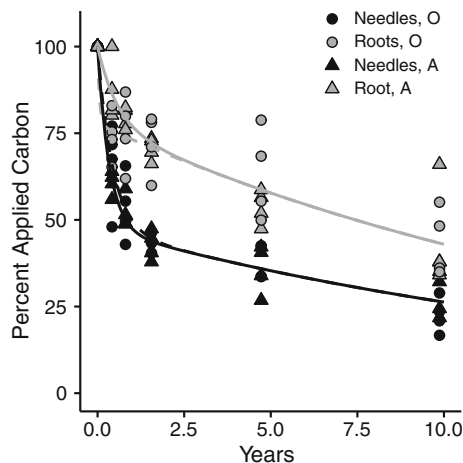 Needles, O
Roots, O
Needles, A
Root, A
Percent Applied Carbon
100
75
50
25
0
0.0 2.5 5.0 7.5 10.0
Years